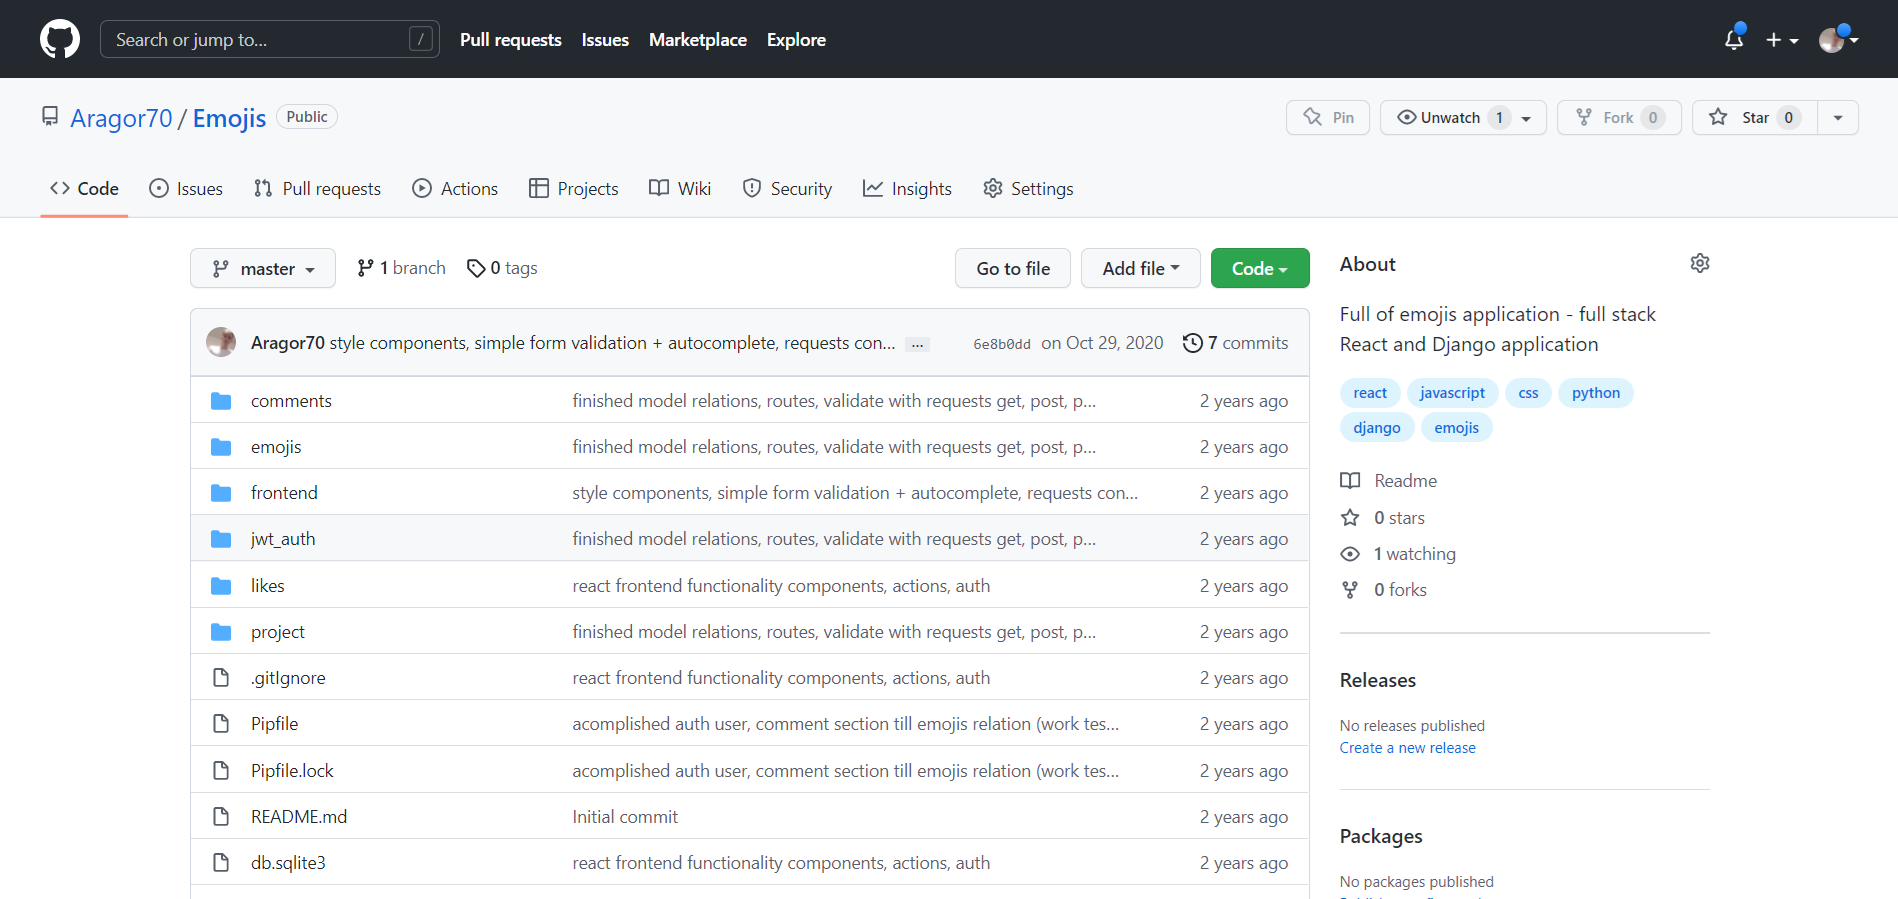 Search or jump to... /
Pull requests Issues Marketplace Explore
Aragor70 / Emojis Public
Pin Unwatch 1 Fork 0 Star 0
Code Issues Pull requests Actions Projects Wiki Security Insights Settings
master 1 branch 0 tags Go to file Add file Code
Aragor70 style components, simple form validation + autocomplete, requests con... ... 6e8b0dd on Oct 29, 2020 7 commits
comments finished model relations, routes, validate with requests get, post, p... 2 years ago
emojis finished model relations, routes, validate with requests get, post, p... 2 years ago
frontend style components, simple form validation + autocomplete, requests con... 2 years ago
jwt_auth finished model relations, routes, validate with requests get, post, p... 2 years ago
likes react frontend functionality components, actions, auth 2 years ago
project finished model relations, routes, validate with requests get, post, p... 2 years ago
.gitIgnore react frontend functionality components, actions, auth 2 years ago
Pipfile acomplished auth user, comment section till emojis relation (work tes... 2 years ago
Pipfile.lock acomplished auth user, comment section till emojis relation (work tes... 2 years ago
README.md Initial commit 2 years ago
db.sqlite3 react frontend functionality components, actions, auth 2 years ago
About
Full of emojis application - full stack
React and Django application
react javascript css python
django emojis
Readme
0 stars
1 watching
0 forks
Releases
No releases published
Create a new release
Packages
No packages published